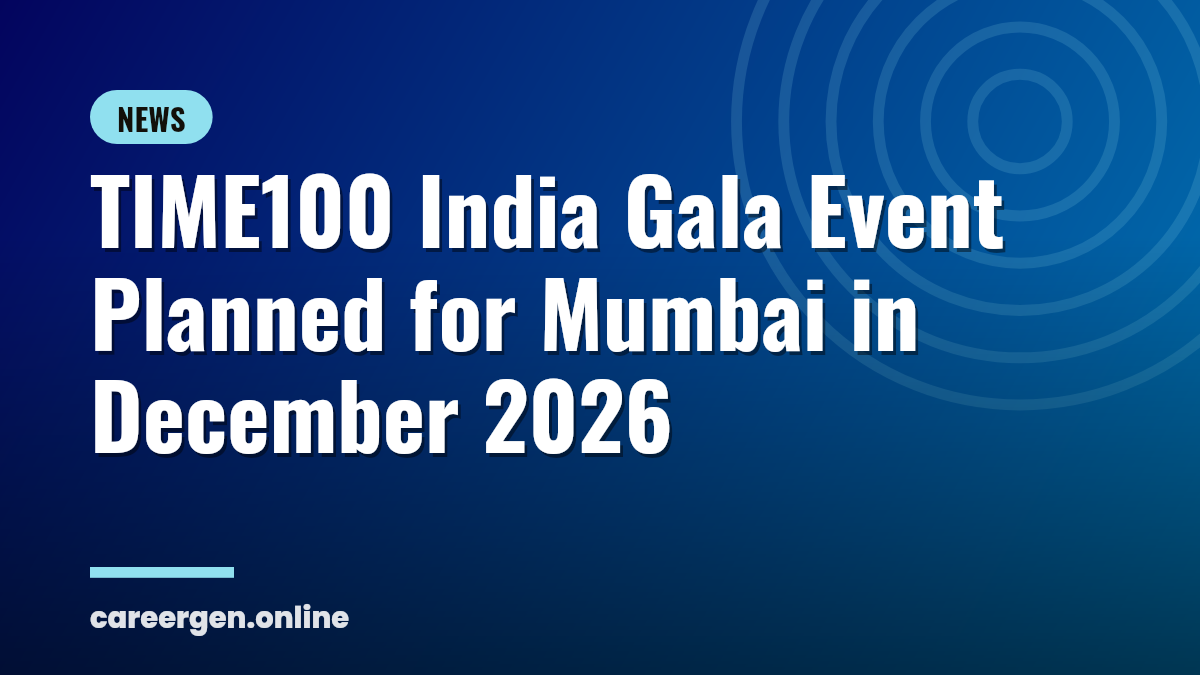 NEWS
TIME100 India Gala Event
Planned for Mumbai in
December 2026
careergen.online